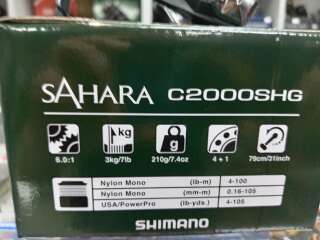 SAHARA C2000SHG
kg
g
6.0:1 3kg/7lb 210g/7.4oz 4 + 1 79cm/31inch
Nylon Mono (lb-m) 4-100
Nylon Mono (mm-m) 0.16-105
USA/PowerPro (lb-yds.) 4-105
SHIMANO